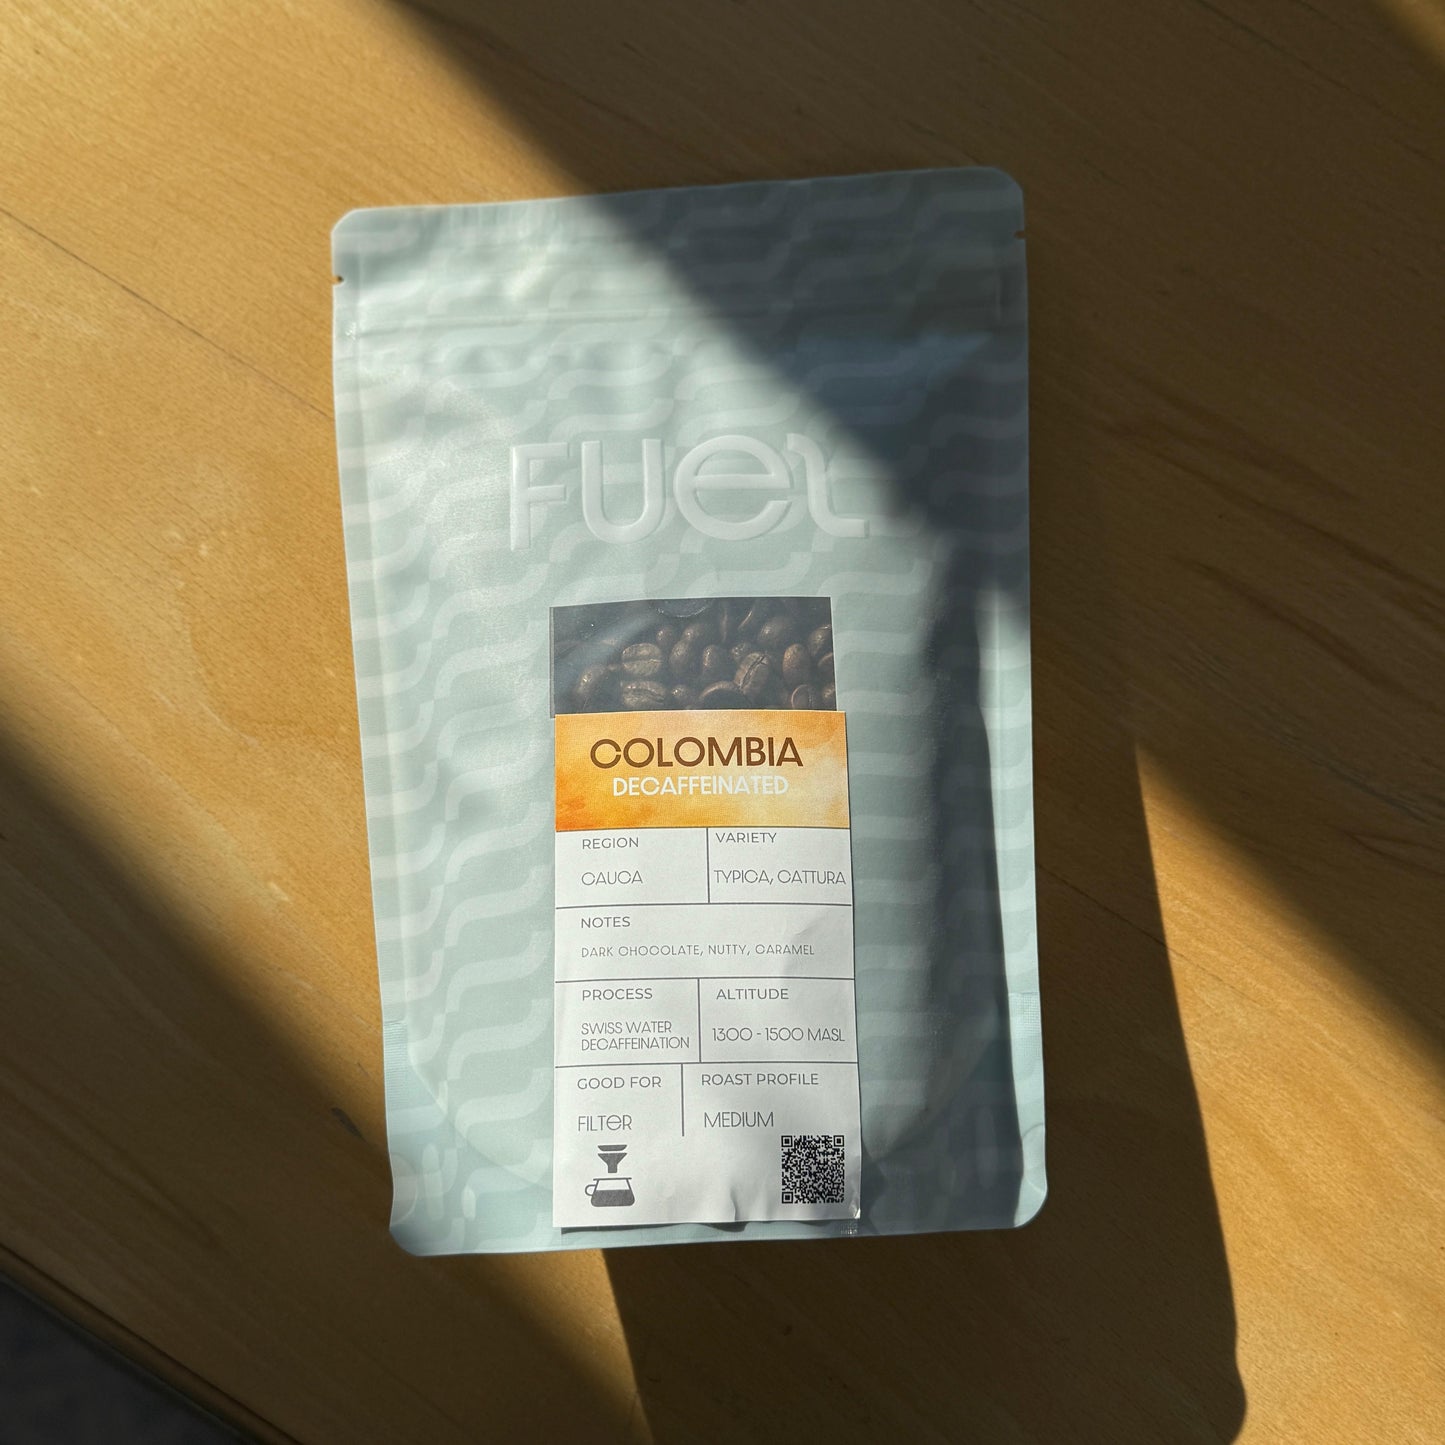 FUEL
COLOMBIA
DECAFFEINATED
REGION
CAUCA
VARIETY
TYPICA, CATTURA
NOTES
DARK CHOCOLATE, NUTTY, CARAMEL
PROCESS
SWISS WATER
DECAFFEINATION
ALTITUDE
1300 - 1500 MASL
GOOD FOR
FILTER
ROAST PROFILE
MEDIUM